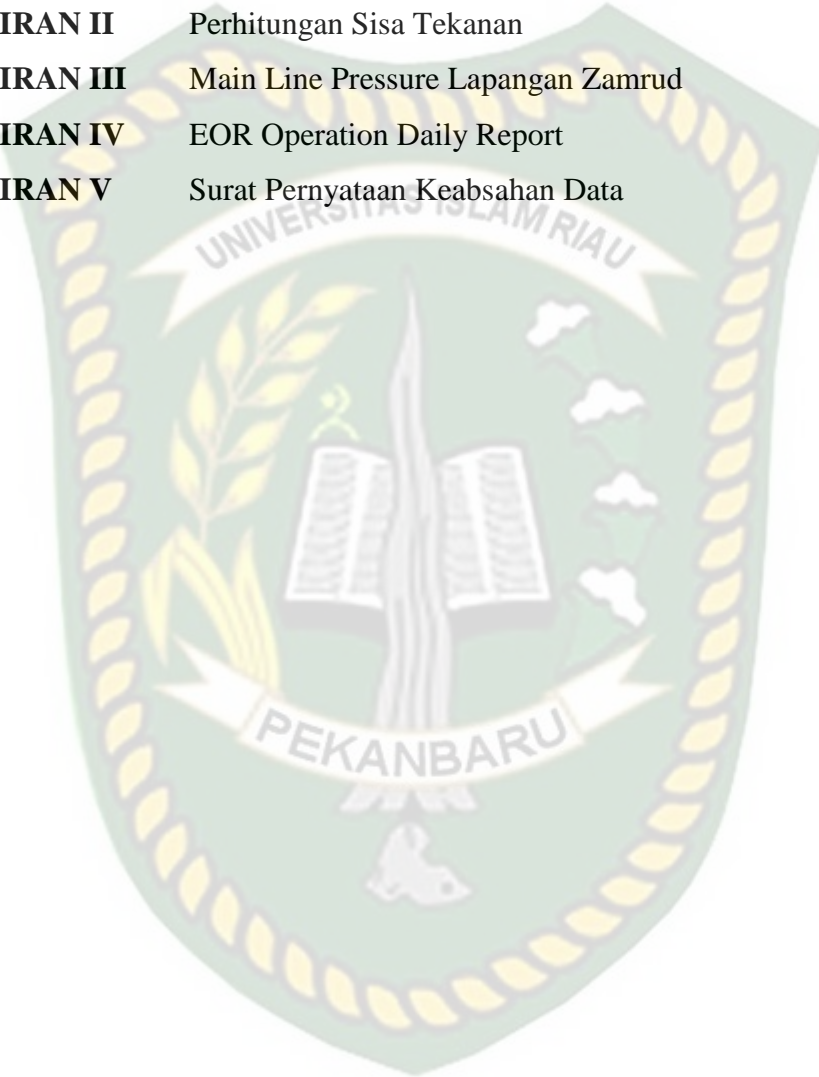 IRAN II Perhitungan Sisa Tekanan
IRAN III Main Line Pressure Lapangan Zamrud
IRAN IV EOR Operation Daily Report
IRAN V Surat Pernyataan Keabsahan Data
UNIVERSITAS ISLAM RIAU
PEKANBARU